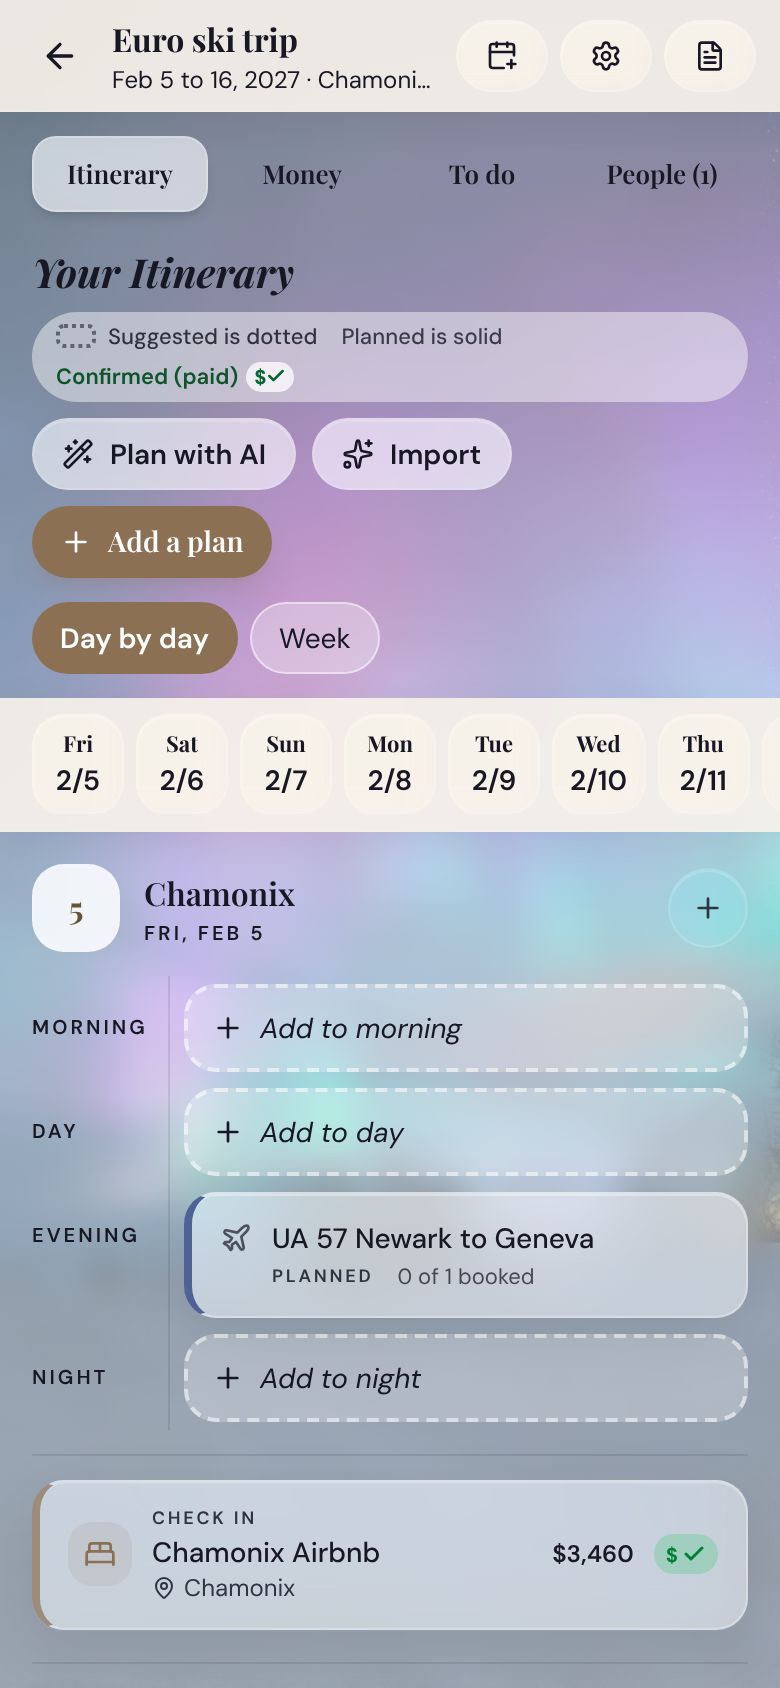 Euro ski trip
Feb 5 to 16, 2027 · Chamoni...
Itinerary Money To do People (1)
Your Itinerary
Suggested is dotted Planned is solid
Confirmed (paid) $
Plan with AI Import
Add a plan
Day by day Week
Fri Sat Sun Mon Tue Wed Thu
2/5 2/6 2/7 2/8 2/9 2/10 2/11
5 Chamonix
FRI, FEB 5
MORNING Add to morning
DAY Add to day
EVENING UA 57 Newark to Geneva
PLANNED 0 of 1 booked
NIGHT Add to night
CHECK IN
Chamonix Airbnb $3,460 $
Chamonix